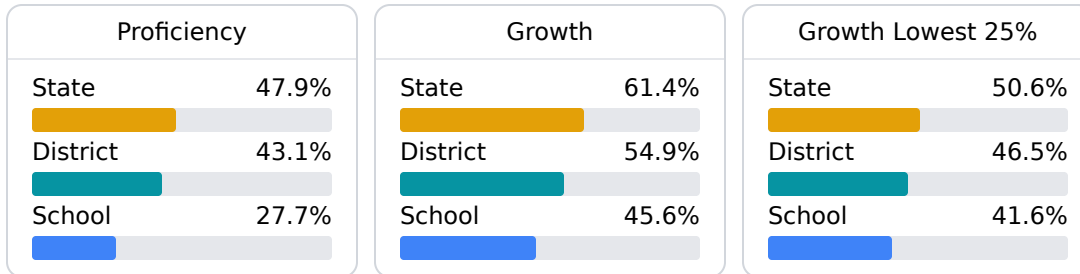 Proficiency
State 47.9%
District 43.1%
School 27.7%
Growth
State 61.4%
District 54.9%
School 45.6%
Growth Lowest 25%
State 50.6%
District 46.5%
School 41.6%